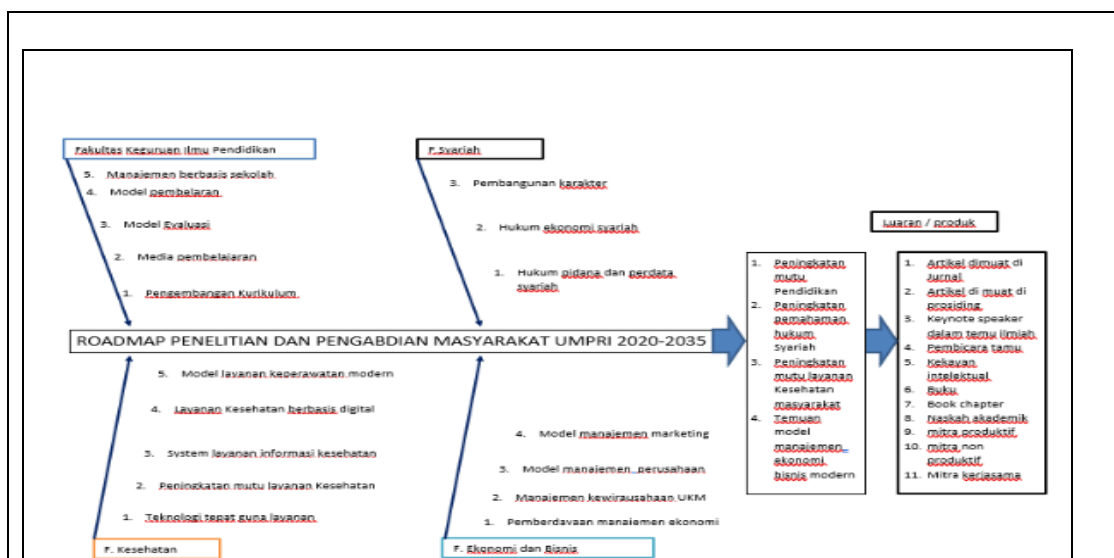 Fakultas Keguruan Ilmu Pendidikan
5. Manajemen berbasis sekolah
4. Model pembelaran
3. Model Evaluasi
2. Media pembelajaran
1. Pengembangan Kurikulum
F.Syariah
3. Pembangunan karakter
2. Hukum ekonomi syariah
1. Hukum pidana dan perdata
syariah
ROADMAP PENELITIAN DAN PENGABDIAN MASYARAKAT UMPRI 2020-2035
5. Model layanan keperawatan modern
4. Layanan Kesehatan berbasis digital
3. System layanan informasi kesehatan
2. Peningkatan mutu layanan Kesehatan
1. Teknologi tepat guna layanan
F. Kesehatan
4. Model manajemen marketing
3. Model manajemen perusahaan
2. Manajemen kewirausahaan UKM
1. Pemberdayaan manajemen ekonomi
F. Ekonomi dan Bisnis
1. Peningkatan
mutu
Pendidikan
2. Peningkatan
pemahaman
hukum
Syariah
3. Peningkatan
mutu layanan
Kesehatan
masyarakat
4. Temuan
model
manajemen
ekonomi
bisnis modern
Luaran / produk
1. Artikel dimuat di
Jurnal
2. Artikel di muat di
prosiding
3. Keynote speaker
dalam temu ilmiah
4. Pembicara tamu
5. Kekayan
intelektual
6. Buku
7. Book chapter
8. Naskah akademik
9. mitra produktif
10. mitra non
produktif
11. Mitra kerjasama